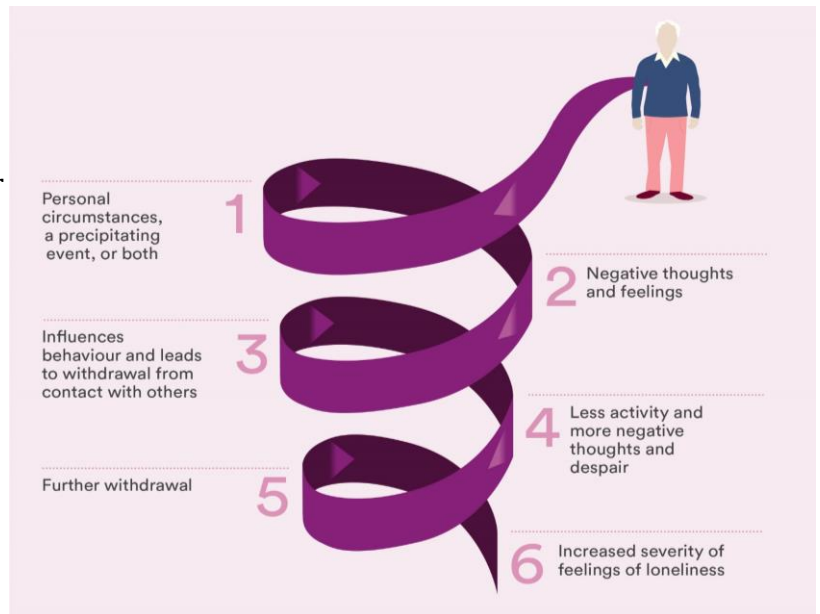 1
Personal
circumstances,
a precipitating
event, or both
2
Negative thoughts
and feelings
3
Influences
behaviour and leads
to withdrawal from
contact with others
4
Less activity and
more negative
thoughts and
despair
5
Further withdrawal
6
Increased severity of
feelings of loneliness